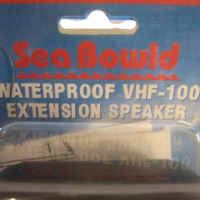 Sea Bowld
WATERPROOF VHF-100
EXTENSION SPEAKER